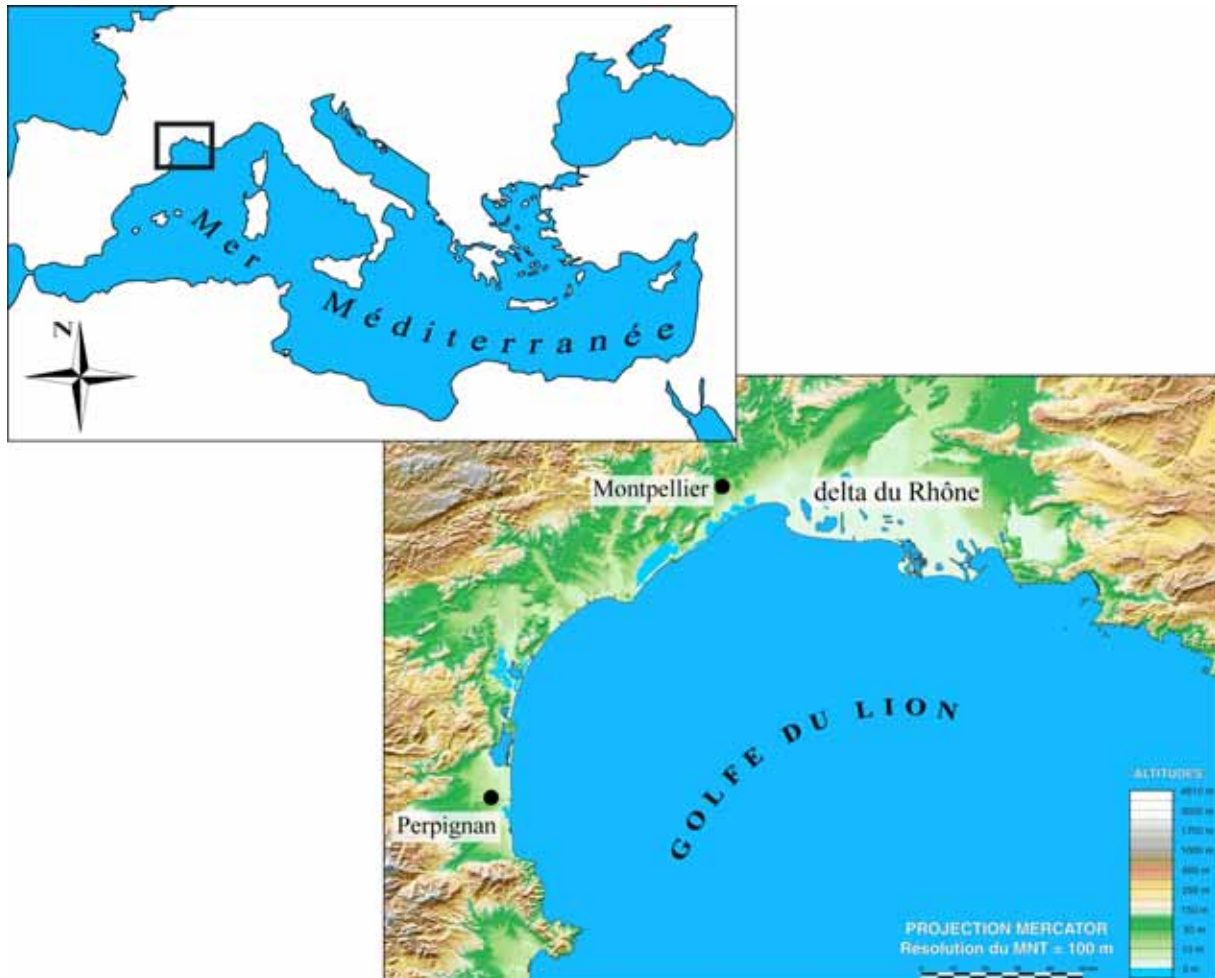 Mer
Méditerranée
N
Montpellier
delta du Rhône
GOLFE DU LION
Perpignan
ALTITUDES
PROJECTION MERCATOR
Resolution du MNT = 100 m